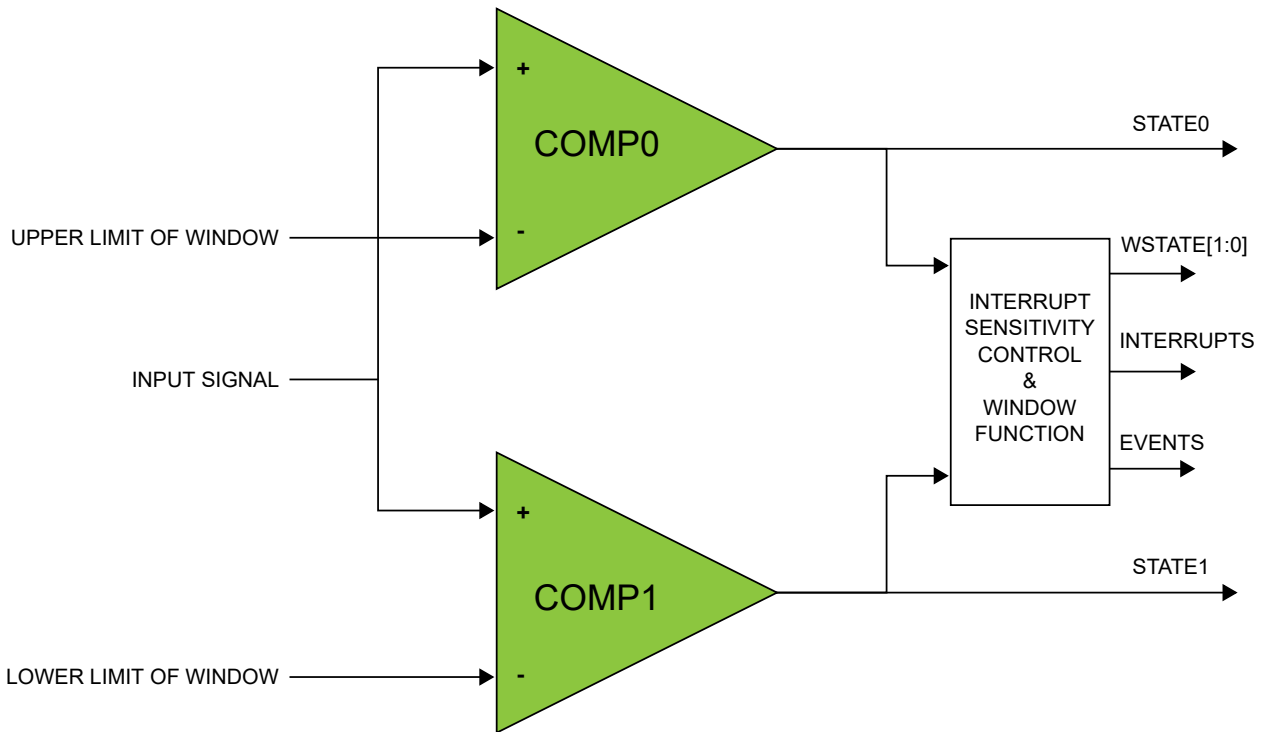 +
COMP0
-
STATE0
UPPER LIMIT OF WINDOW
WSTATE[1:0]
INTERRUPT
SENSITIVITY
CONTROL
&
WINDOW
FUNCTION
INTERRUPTS
EVENTS
INPUT SIGNAL
+
COMP1
-
STATE1
LOWER LIMIT OF WINDOW